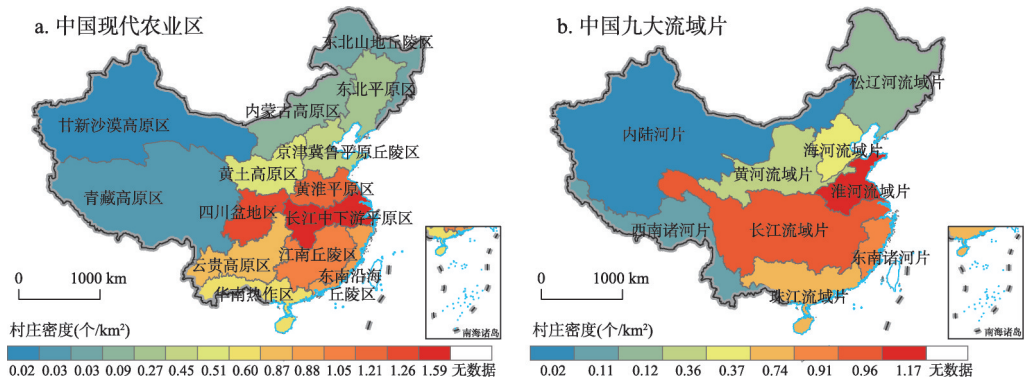 a. 中国现代农业区
东北山地丘陵区
东北平原区
内蒙古高原区
甘新沙漠高原区
京津冀鲁平原丘陵区
黄土高原区
黄淮平原区
青藏高原区
四川盆地区
长江中下游平原区
江南丘陵区
云贵高原区
东南沿海
丘陵区
华南热作区
0 1000 km
南海诸岛
村庄密度(个/km²)
0.02 0.03 0.03 0.09 0.27 0.45 0.51 0.60 0.87 0.88 1.05 1.21 1.26 1.59 无数据
b. 中国九大流域片
松辽河流域片
内陆河片
海河流域片
黄河流域片
淮河流域片
西南诸河片
长江流域片
东南诸河片
珠江流域片
0 1000 km
南海诸岛
村庄密度(个/km²)
0.02 0.11 0.12 0.36 0.37 0.74 0.91 0.96 1.17 无数据